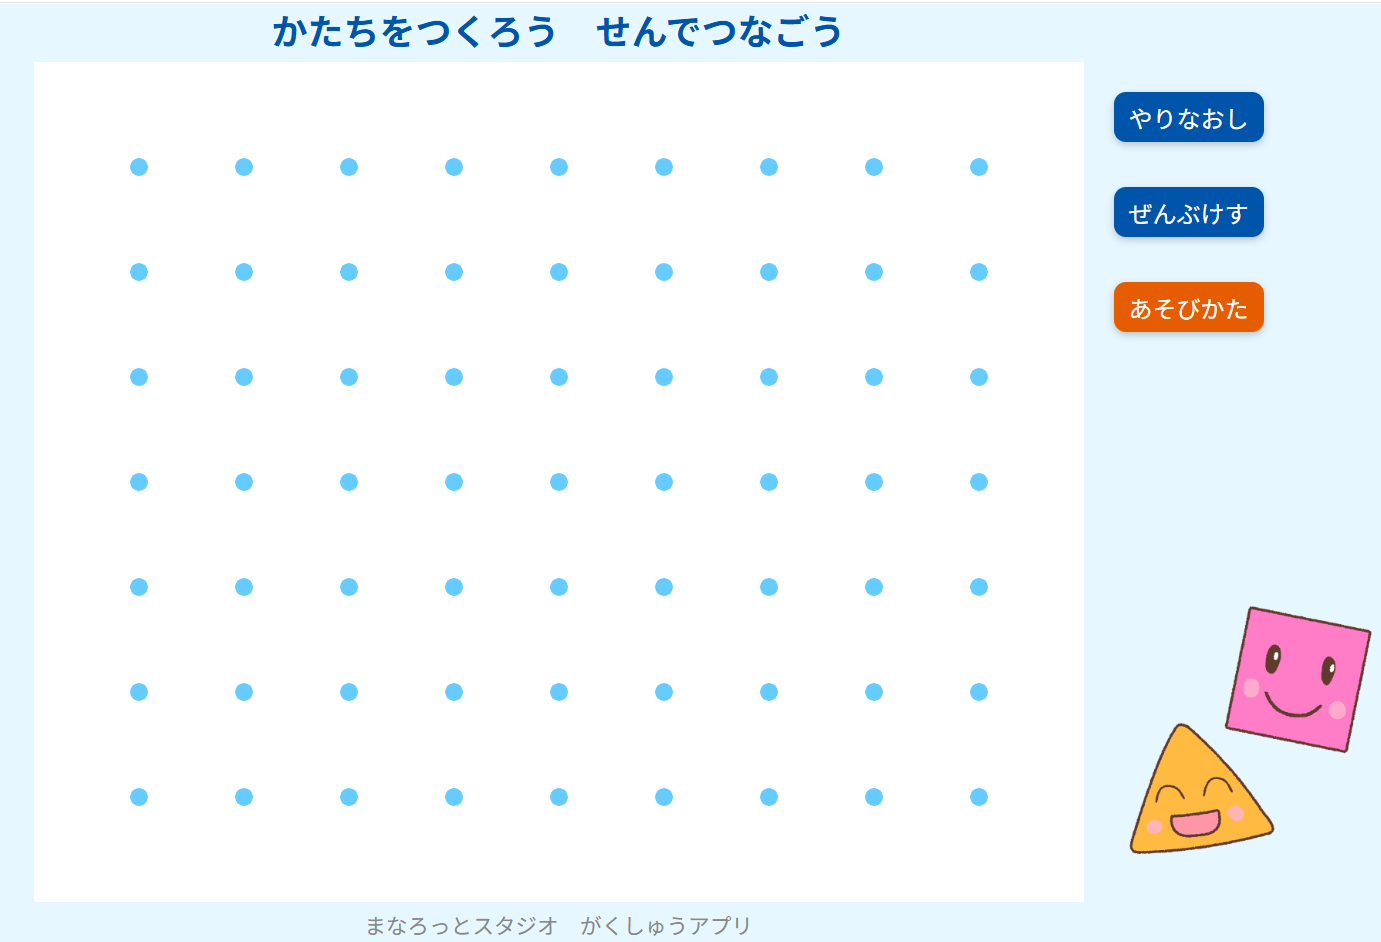 かたちをつくろう　せんでつなごう
やりなおし
ぜんぶけす
あそびかた
まなろっとスタジオ　がくしゅうアプリ